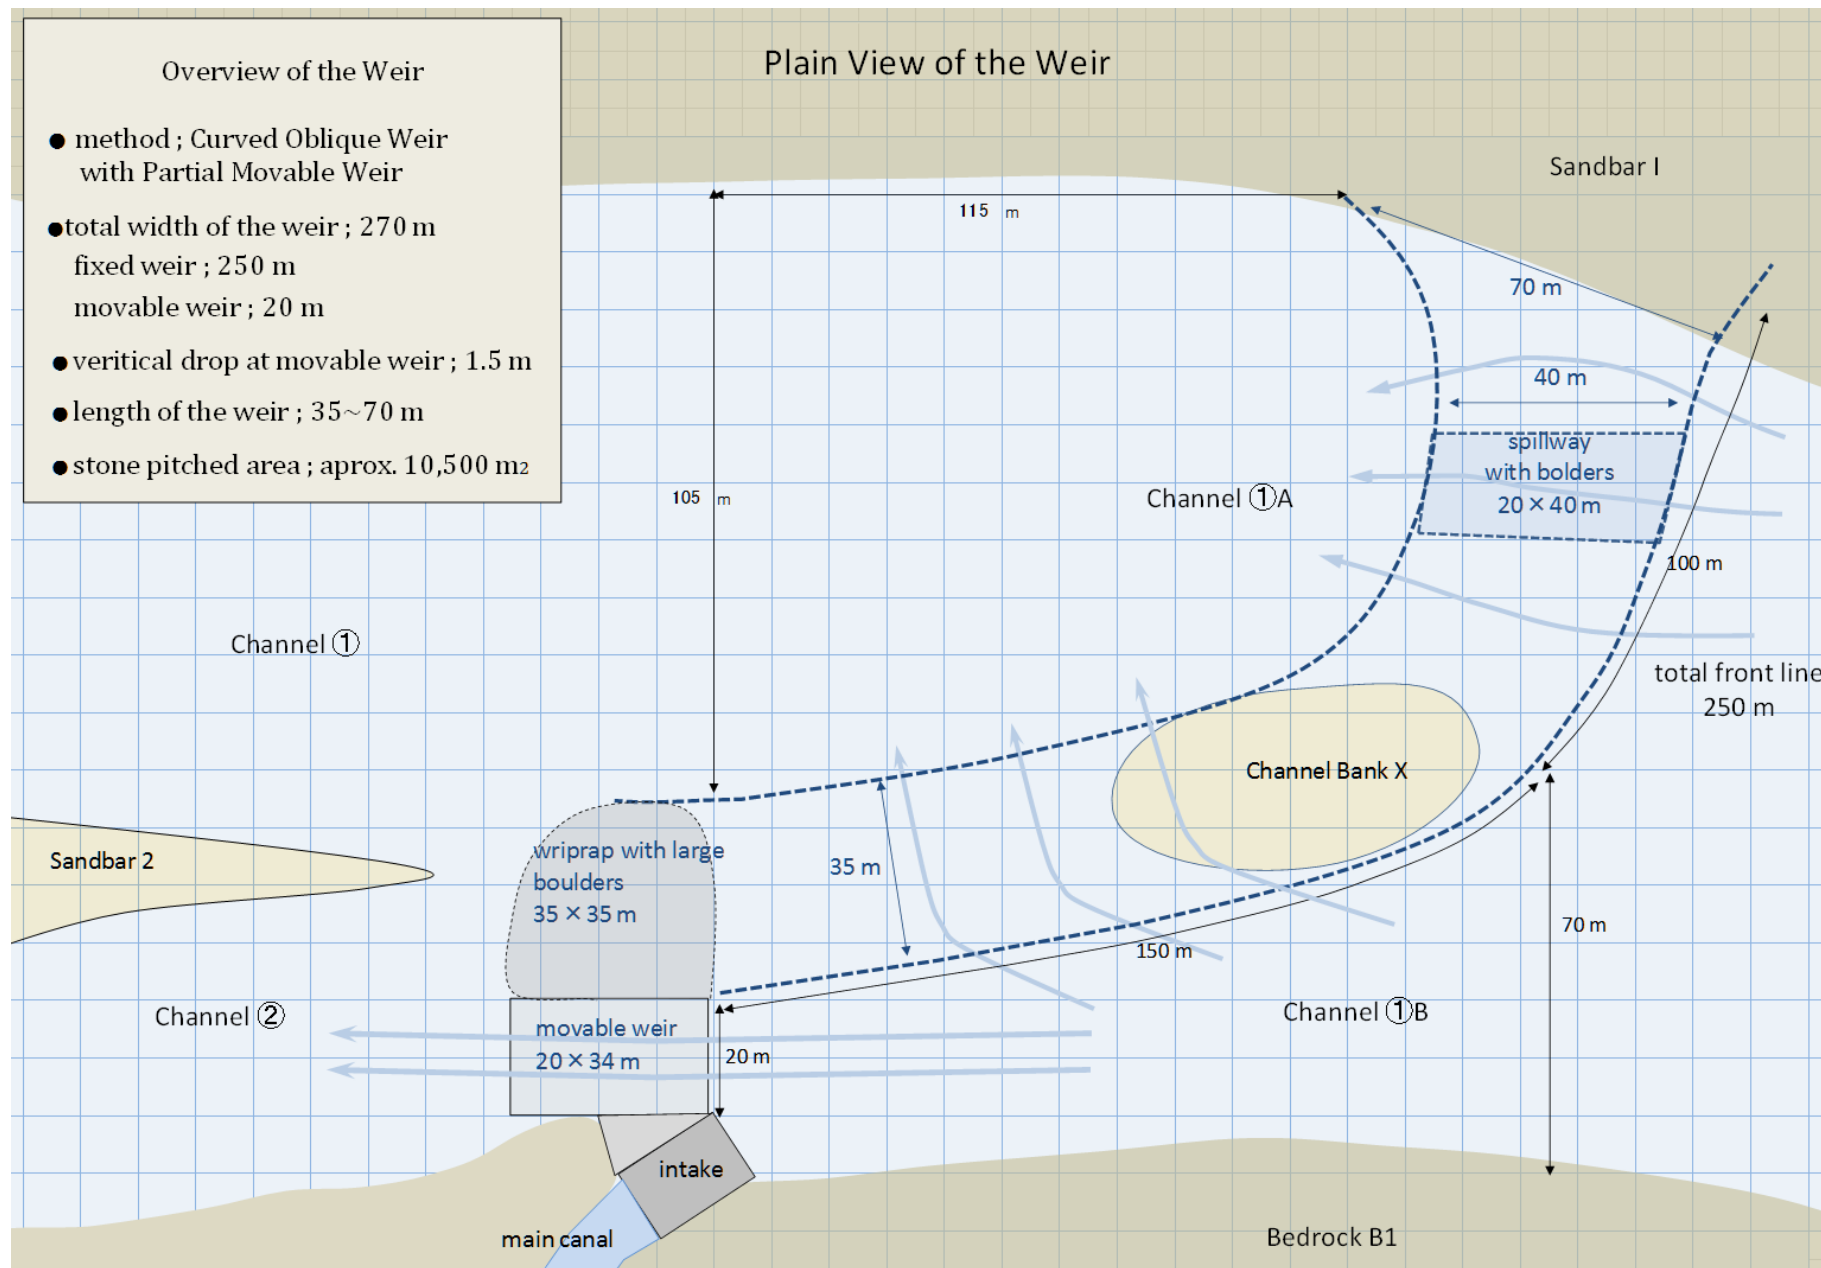 Plain View of the Weir
Overview of the Weir
● method ; Curved Oblique Weir
with Partial Movable Weir
●total width of the weir ; 270 m
fixed weir ; 250 m
movable weir ; 20 m
● veritical drop at movable weir ; 1.5 m
● length of the weir ; 35~70 m
● stone pitched area ; aprox. 10,500 m2
Sandbar I
115 m
70 m
40 m
spillway
with bolders
20 × 40 m
105 m
Channel ①A
100 m
Channel ①
total front line
250 m
Channel Bank X
Sandbar 2
wriprap with large
boulders
35 × 35 m
35 m
70 m
150 m
Channel ②
movable weir
20 × 34 m
20 m
Channel ①B
intake
main canal
Bedrock B1